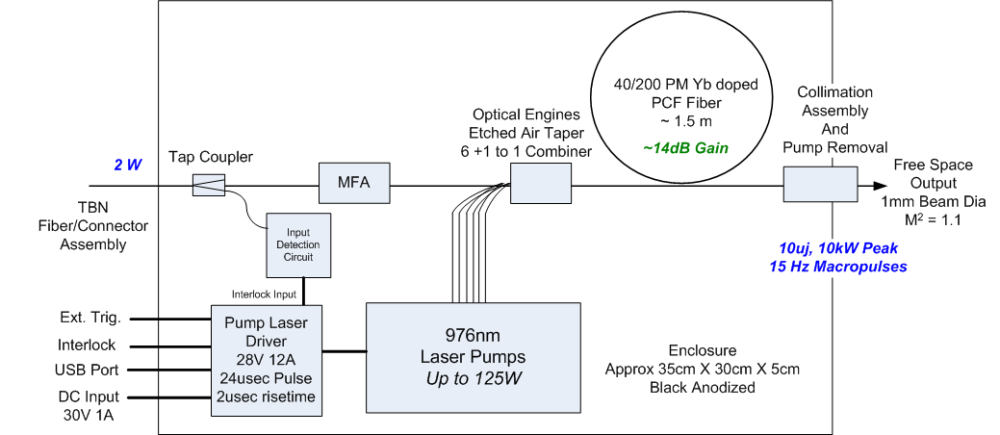 40/200 PM Yb doped
PCF Fiber
~ 1.5 m
~14dB Gain
Collimation
Assembly
And
Pump Removal
Optical Engines
Etched Air Taper
6 +1 to 1 Combiner
2 W
Tap Coupler
MFA
Free Space
Output
1mm Beam Dia
M² = 1.1
TBN
Fiber/Connector
Assembly
Input
Detection
Circuit
10uj, 10kW Peak
15 Hz Macropulses
Interlock Input
Ext. Trig.
Interlock
USB Port
DC Input
30V 1A
Pump Laser
Driver
28V 12A
24usec Pulse
2usec risetime
976nm
Laser Pumps
Up to 125W
Enclosure
Approx 35cm X 30cm X 5cm
Black Anodized